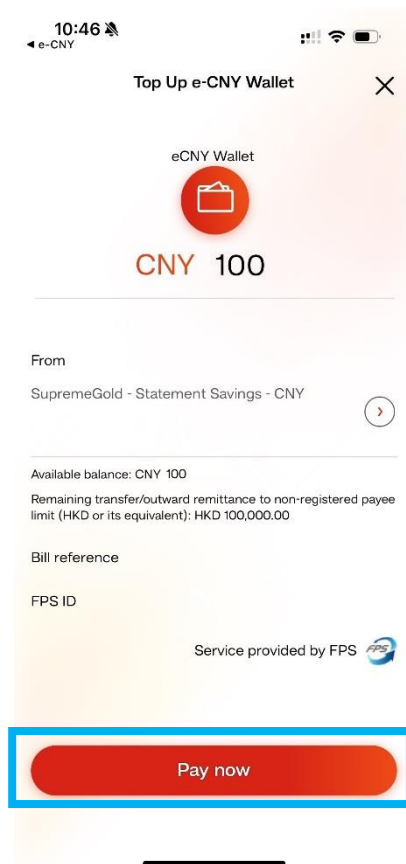 10:46
e-CNY
Top Up e-CNY Wallet
eCNY Wallet
CNY 100
From
SupremeGold - Statement Savings - CNY
Available balance: CNY 100
Remaining transfer/outward remittance to non-registered payee
limit (HKD or its equivalent): HKD 100,000.00
Bill reference
FPS ID
Service provided by FPS FPS
Pay now